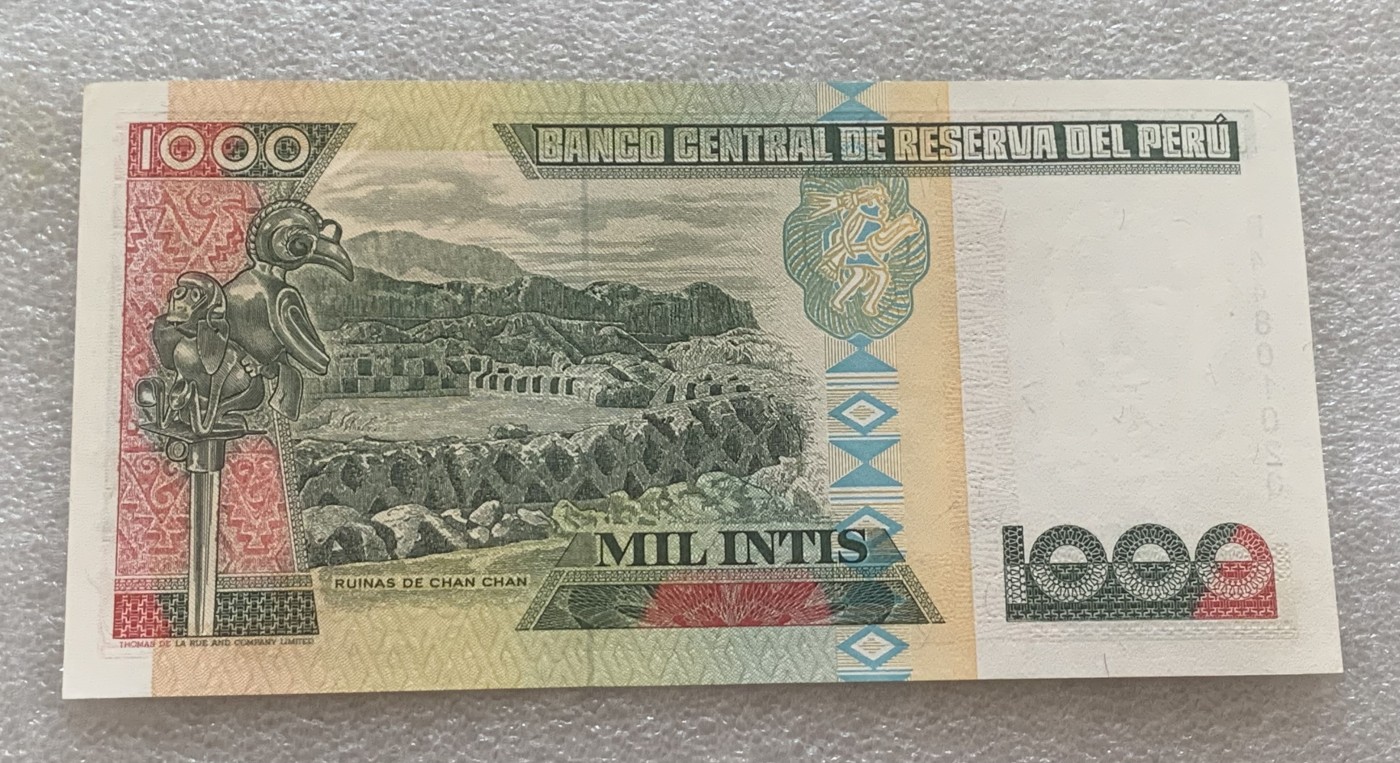 1000
BANCO CENTRAL DE RESERVA DEL PERÚ
MIL INTIS
RUINAS DE CHAN CHAN
1000
THOMAS DE LA RUE AND COMPANY LIMITED